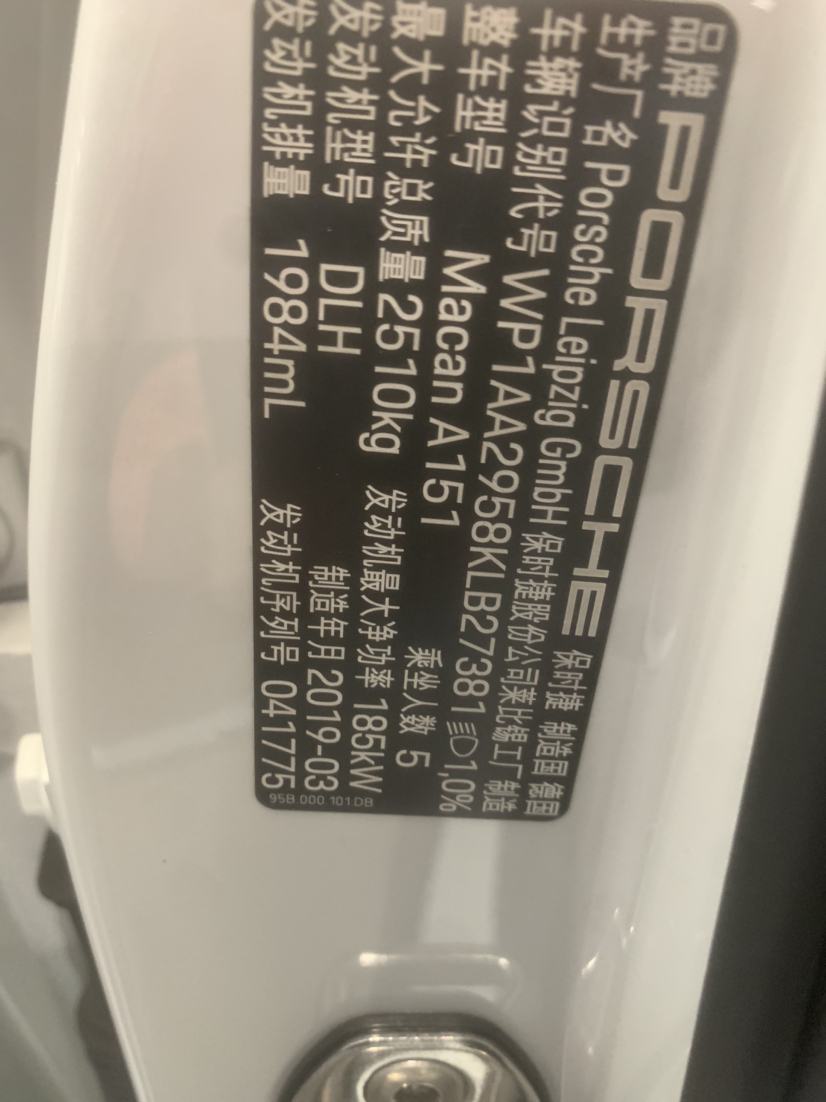 品牌 PORSCHE 保时捷 制造国 德国
生产厂名 Porsche Leipzig GmbH 保时捷股份公司莱比锡工厂制造
车辆识别代号 WP1AA2958KLB27381 1,0%
整车型号 Macan A151 乘坐人数 5
最大允许总质量 2510kg 发动机最大净功率 185kW
发动机型号 DLH 制造年月 2019-03
发动机排量 1984mL 发动机序列号 041775
95B.000.101DB